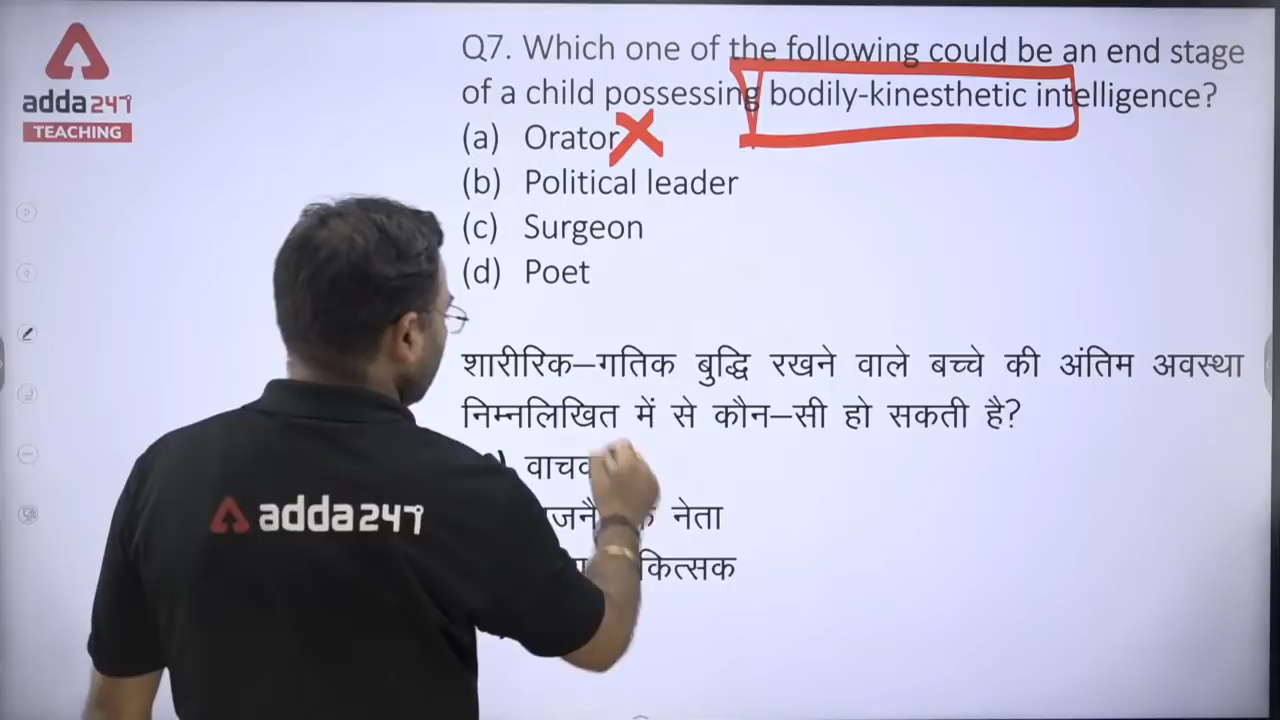 adda247
TEACHING
Q7. Which one of the following could be an end stage
of a child possessing bodily-kinesthetic intelligence?
(a) Orator
(b) Political leader
(c) Surgeon
(d) Poet
शारीरिक–गतिक बुद्धि रखने वाले बच्चे की अंतिम अवस्था
निम्नलिखित में से कौन–सी हो सकती है?
नेता
adda247